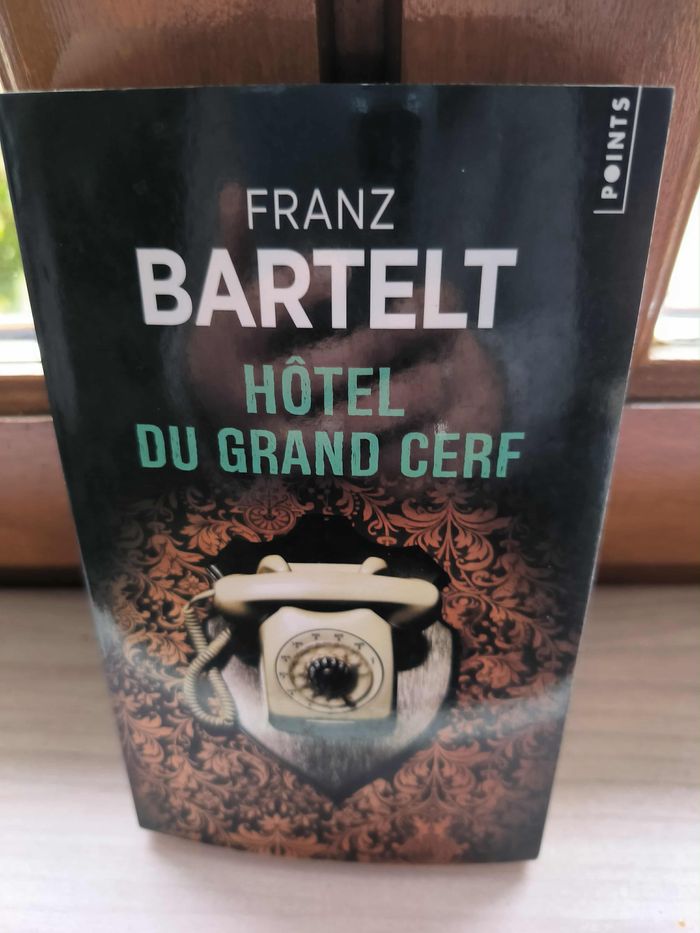 POINTS
FRANZ
BARTELT
HÔTEL
DU GRAND CERF